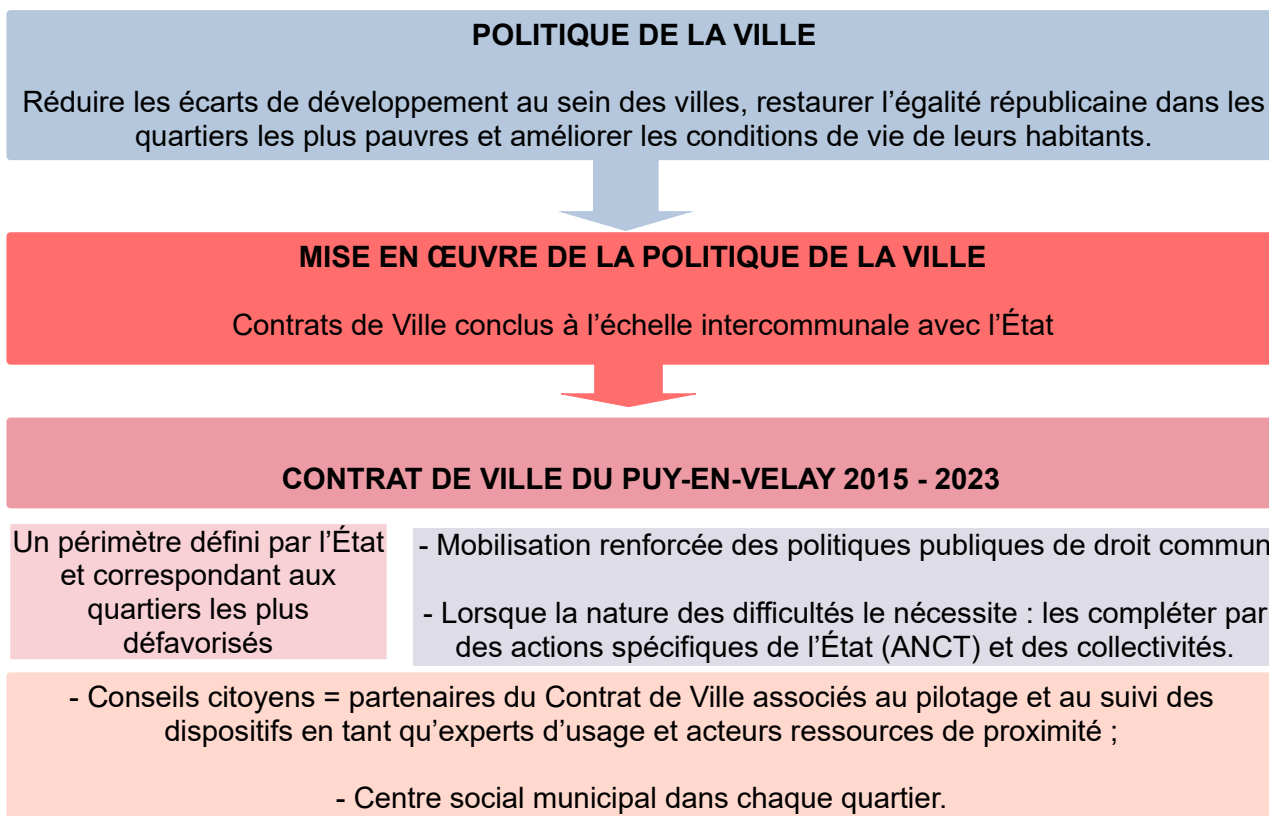 POLITIQUE DE LA VILLE
Réduire les écarts de développement au sein des villes, restaurer l’égalité républicaine dans les
quartiers les plus pauvres et améliorer les conditions de vie de leurs habitants.
MISE EN ŒUVRE DE LA POLITIQUE DE LA VILLE
Contrats de Ville conclus à l’échelle intercommunale avec l’État
CONTRAT DE VILLE DU PUY-EN-VELAY 2015 - 2023
Un périmètre défini par l’État
et correspondant aux
quartiers les plus
défavorisés
- Mobilisation renforcée des politiques publiques de droit commun
- Lorsque la nature des difficultés le nécessite : les compléter par
des actions spécifiques de l’État (ANCT) et des collectivités.
- Conseils citoyens = partenaires du Contrat de Ville associés au pilotage et au suivi des
dispositifs en tant qu’experts d’usage et acteurs ressources de proximité ;
- Centre social municipal dans chaque quartier.